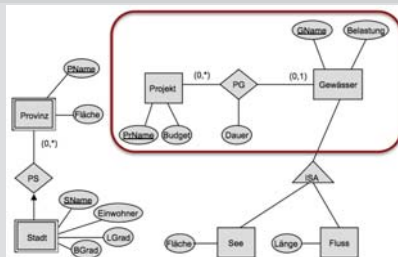 GName
Belastung
PName
(0,*)
(0,1)
Projekt
PG
Gewässer
Provinz
Fläche
PrName
Budget
Dauer
(0,*)
PS
SName
ISA
Einwohner
Stadt
LGrad
BGrad
Fläche
See
Länge
Fluss